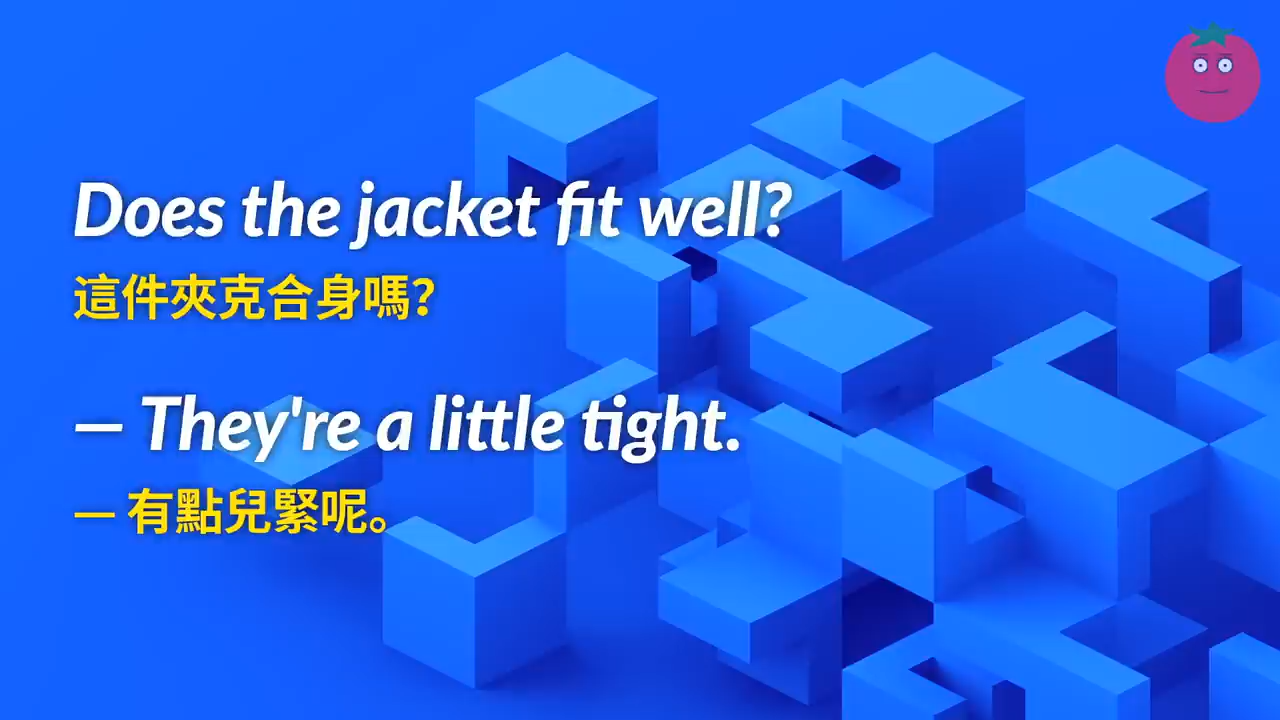 Does the jacket fit well?
這件夾克合身嗎?
— They're a little tight.
— 有點兒緊呢。